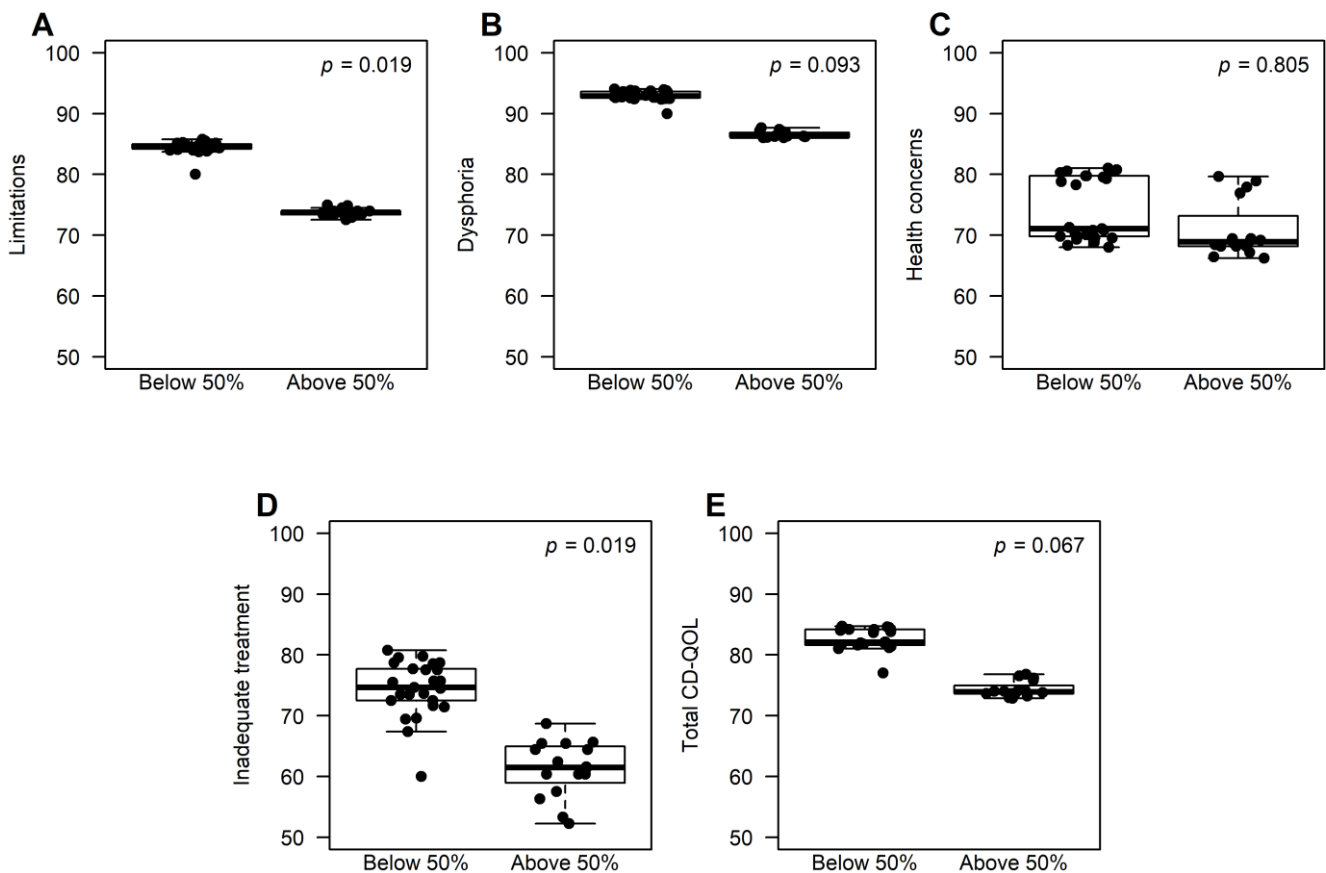 A
p = 0.019
100
90
80
70
60
50
Limitations
Below 50%
Above 50%
B
p = 0.093
100
90
80
70
60
50
Dysphoria
Below 50%
Above 50%
C
p = 0.805
100
90
80
70
60
50
Health concerns
Below 50%
Above 50%
D
p = 0.019
100
90
80
70
60
50
Inadequate treatment
Below 50%
Above 50%
E
p = 0.067
100
90
80
70
60
50
Total CD-QOL
Below 50%
Above 50%